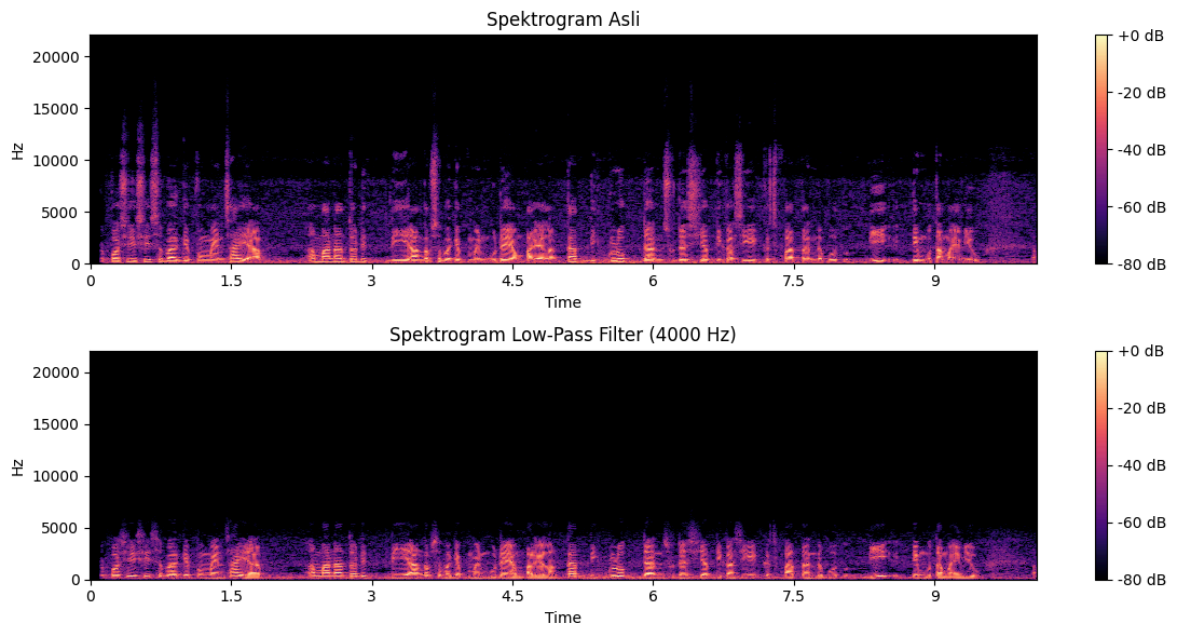 Spektrogram Asli
20000
15000
10000
5000
0
Hz
0 1.5 3 4.5 6 7.5 9
Time
+0 dB
-20 dB
-40 dB
-60 dB
-80 dB
Spektrogram Low-Pass Filter (4000 Hz)
20000
15000
10000
5000
0
Hz
0 1.5 3 4.5 6 7.5 9
Time
+0 dB
-20 dB
-40 dB
-60 dB
-80 dB